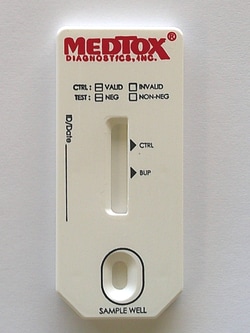 MEDTOX®
DIAGNOSTICS, INC.
CTRL : VALID INVALID
TEST : NEG NON-NEG
ID/Date
CTRL
BUP
SAMPLE WELL